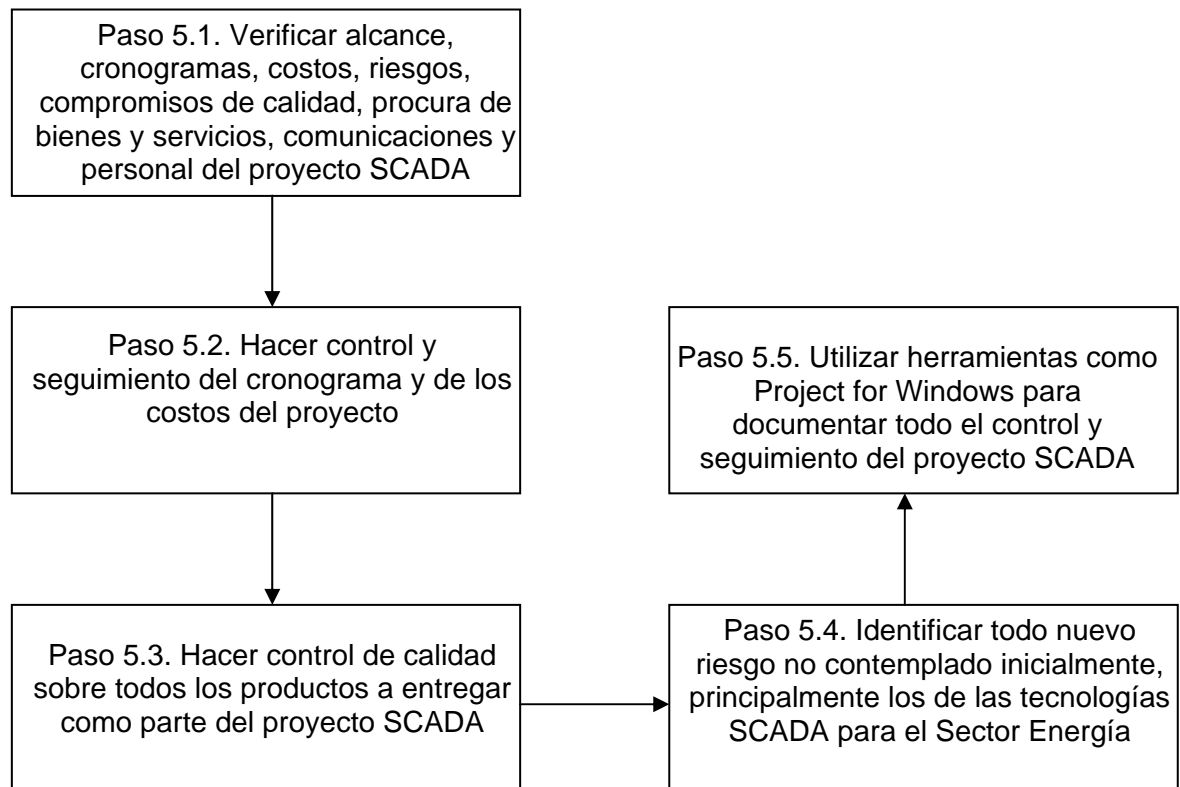 Paso 5.1. Verificar alcance,
cronogramas, costos, riesgos,
compromisos de calidad, procura de
bienes y servicios, comunicaciones y
personal del proyecto SCADA
Paso 5.2. Hacer control y
seguimiento del cronograma y de los
costos del proyecto
Paso 5.3. Hacer control de calidad
sobre todos los productos a entregar
como parte del proyecto SCADA
Paso 5.4. Identificar todo nuevo
riesgo no contemplado inicialmente,
principalmente los de las tecnologías
SCADA para el Sector Energía
Paso 5.5. Utilizar herramientas como
Project for Windows para
documentar todo el control y
seguimiento del proyecto SCADA